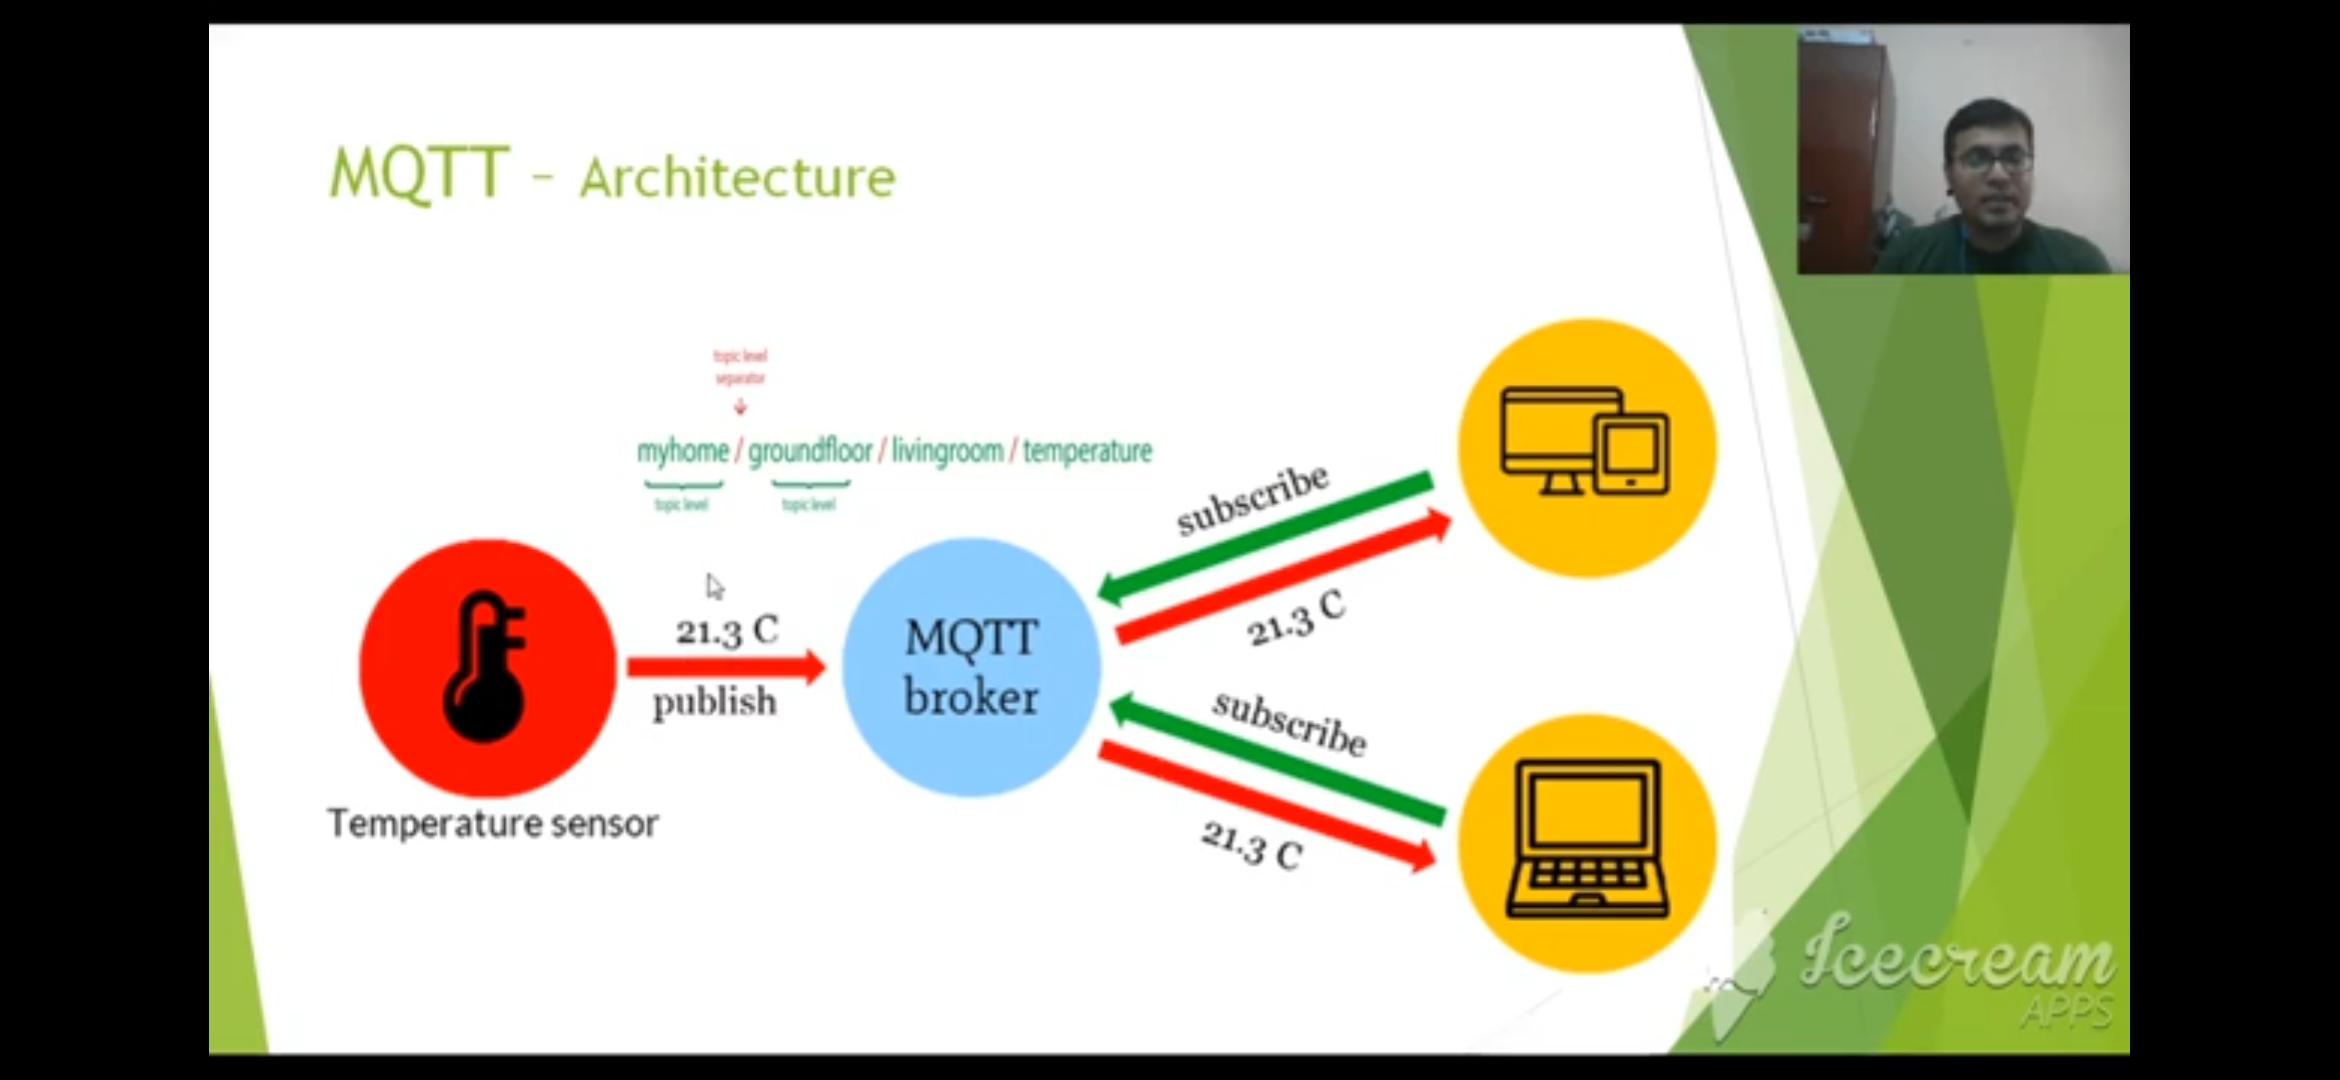 MQTT – Architecture
topic level
separator
myhome / groundfloor / livingroom / temperature
topic level
topic level
subscribe
21.3 C
21.3 C
publish
MQTT
broker
subscribe
21.3 C
Temperature sensor
Icecream
APPS